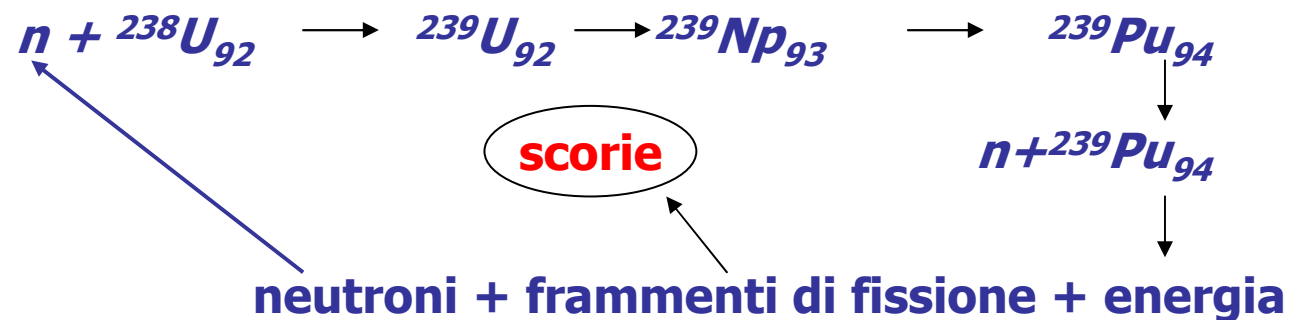 n + ²³⁸U₉₂ → ²³⁹U₉₂ → ²³⁹Np₉₃ → ²³⁹Pu₉₄
scorie
n+²³⁹Pu₉₄
neutroni + frammenti di fissione + energia